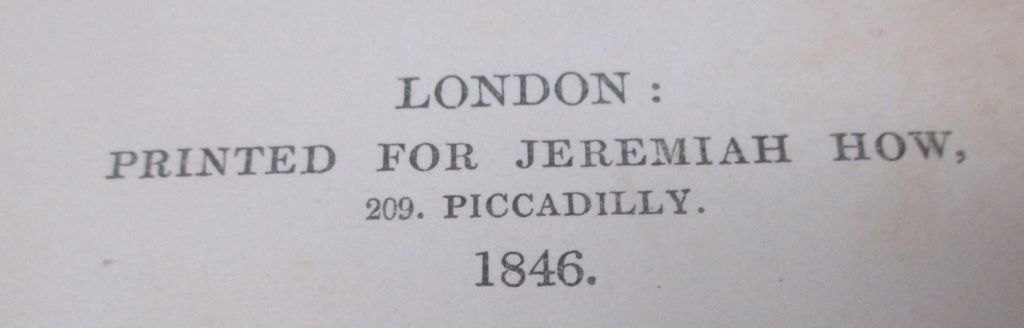 LONDON :
PRINTED FOR JEREMIAH HOW,
209. PICCADILLY.
1846.